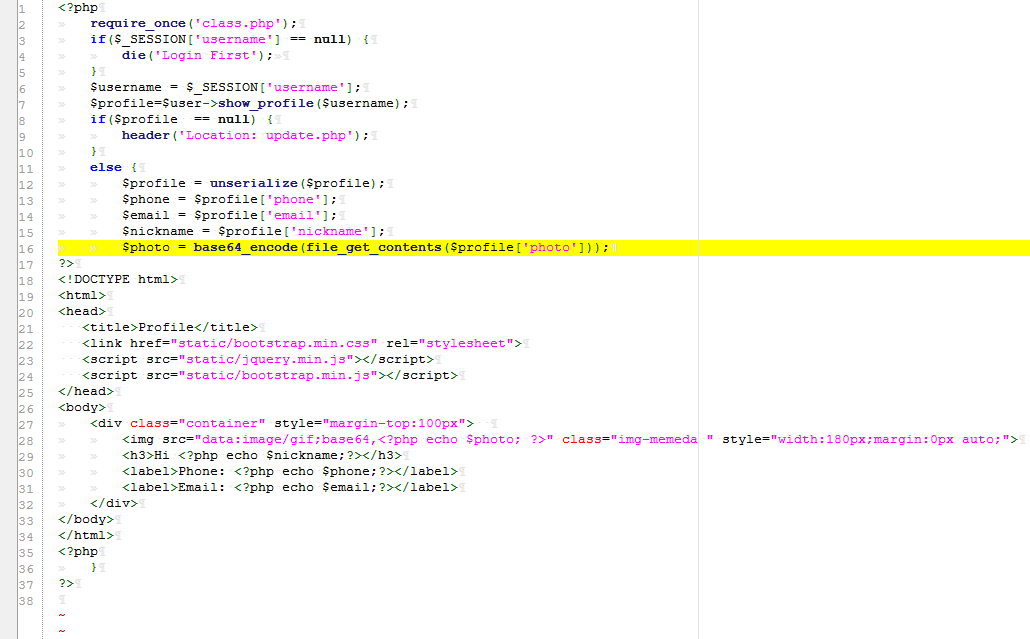 1 <?php¶
2 »   require_once('class.php');¶
3 »   if($_SESSION['username'] == null) {¶
4 »   »   die('Login First');»¶
5 »   }¶
6 »   $username = $_SESSION['username'];¶
7 »   $profile=$user->show_profile($username);¶
8 »   if($profile  == null) {¶
9 »   »   header('Location: update.php');¶
10 »   }¶
11 »   else {¶
12 »   »   $profile = unserialize($profile);¶
13 »   »   $phone = $profile['phone'];¶
14 »   »   $email = $profile['email'];¶
15 »   »   $nickname = $profile['nickname'];¶
16 »   »   $photo = base64_encode(file_get_contents($profile['photo']));¶
17 ?>¶
18 <!DOCTYPE html>¶
19 <html>¶
20 <head>¶
21    <title>Profile</title>¶
22    <link href="static/bootstrap.min.css" rel="stylesheet">¶
23    <script src="static/jquery.min.js"></script>¶
24    <script src="static/bootstrap.min.js"></script>¶
25 </head>¶
26 <body>¶
27 »   <div class="container" style="margin-top:100px">  ¶
28 »   »   <img src="data:image/gif;base64,<?php echo $photo; ?>" class="img-memeda " style="width:180px;margin:0px auto;">¶
29 »   »   <h3>Hi <?php echo $nickname;?></h3>¶
30 »   »   <label>Phone: <?php echo $phone;?></label>¶
31 »   »   <label>Email: <?php echo $email;?></label>¶
32 »   </div>¶
33 </body>¶
34 </html>¶
35 <?php¶
36 »   }¶
37 ?>¶
38 ¶
~
~